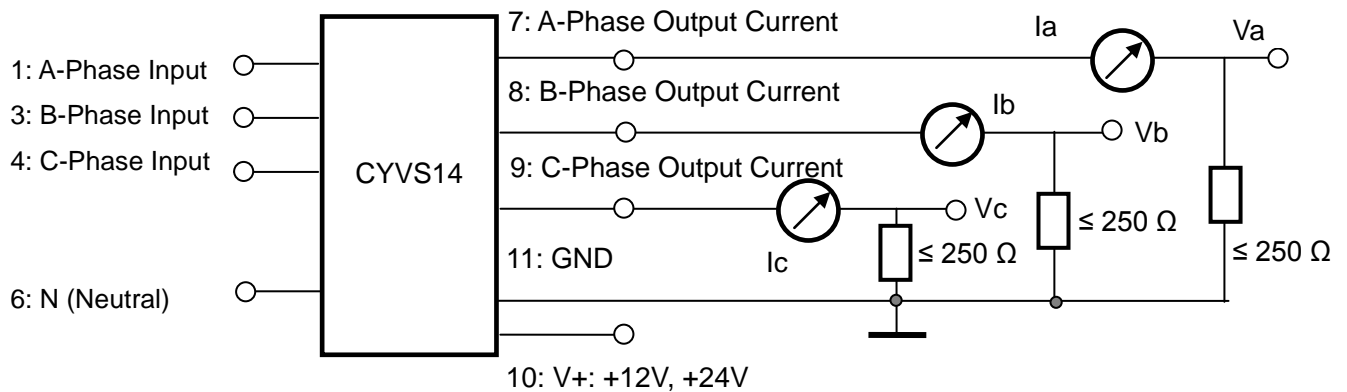 7: A-Phase Output Current
Ia
Va
1: A-Phase Input
8: B-Phase Output Current
Ib
3: B-Phase Input
Vb
4: C-Phase Input
CYVS14
9: C-Phase Output Current
Vc
≤ 250 Ω
≤ 250 Ω
≤ 250 Ω
11: GND
Ic
6: N (Neutral)
10: V+: +12V, +24V